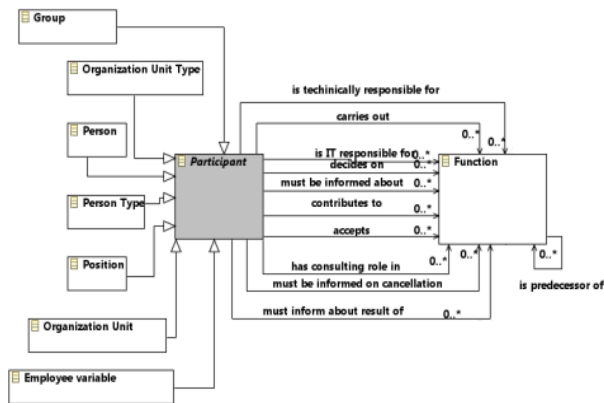 Group
Organization Unit Type
is techinically responsible for
carries out
0..*
0..*
Person
Participant
is IT responsible for
0..*
Function
decides on
0..*
must be informed about
0..*
Person Type
contributes to
0..*
accepts
0..*
Position
has consulting role in
0..*
0..*
0..*
must be informed on cancellation
is predecessor of
must inform about result of
0..*
Organization Unit
Employee variable